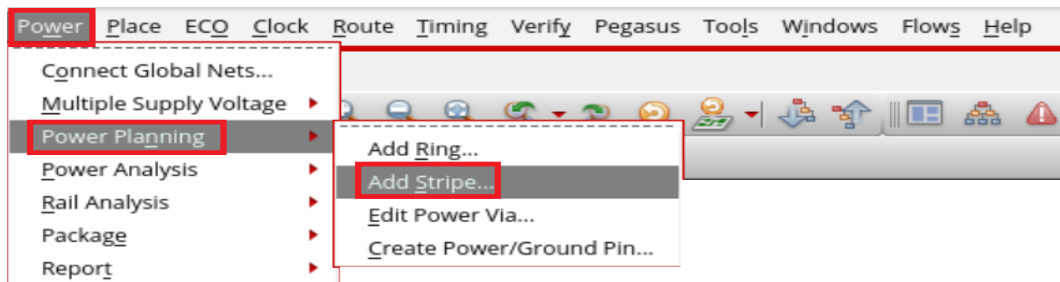 Power Place ECO Clock Route Timing Verify Pegasus Tools Windows Flows Help
Connect Global Nets...
Multiple Supply Voltage
Power Planning
Power Analysis
Rail Analysis
Package
Report
Add Ring...
Add Stripe...
Edit Power Via...
Create Power/Ground Pin...